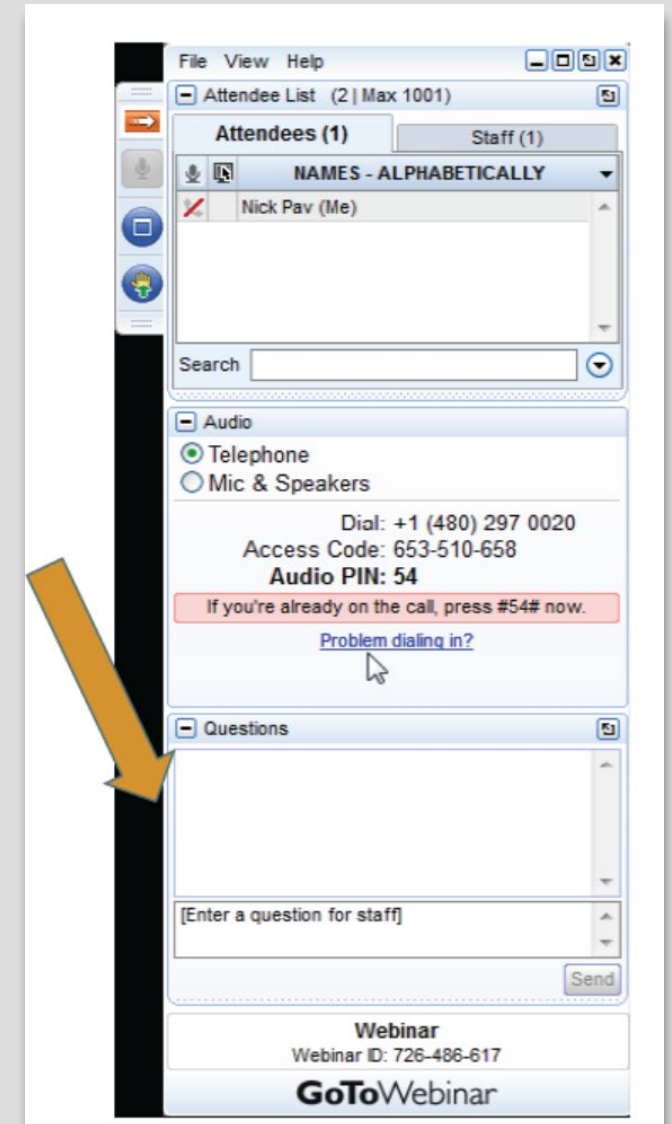 File View Help
Attendee List (2 | Max 1001)
Attendees (1) Staff (1)
NAMES - ALPHABETICALLY
Nick Pav (Me)
Search
Audio
Telephone
Mic & Speakers
Dial: +1 (480) 297 0020
Access Code: 653-510-658
Audio PIN: 54
If you're already on the call, press #54# now.
Problem dialing in?
Questions
[Enter a question for staff]
Send
Webinar
Webinar ID: 726-486-617
GoToWebinar